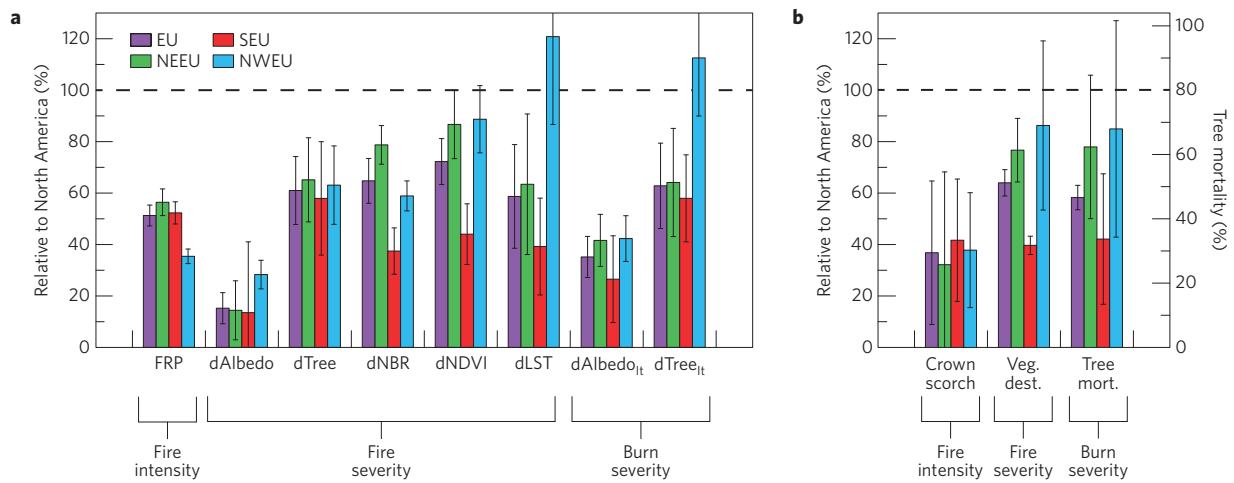 a
Relative to North America (%)
120
100
80
60
40
20
0
EU
SEU
NEEU
NWEU
FRP
dAlbedo
dTree
dNBR
dNDVI
dLST
dAlbedo_lt
dTree_lt
Fire
intensity
Fire
severity
Burn
severity
b
Relative to North America (%)
120
100
80
60
40
20
0
100
80
60
40
20
0
Tree mortality (%)
Crown
scorch
Veg.
dest.
Tree
mort.
Fire
intensity
Fire
severity
Burn
severity